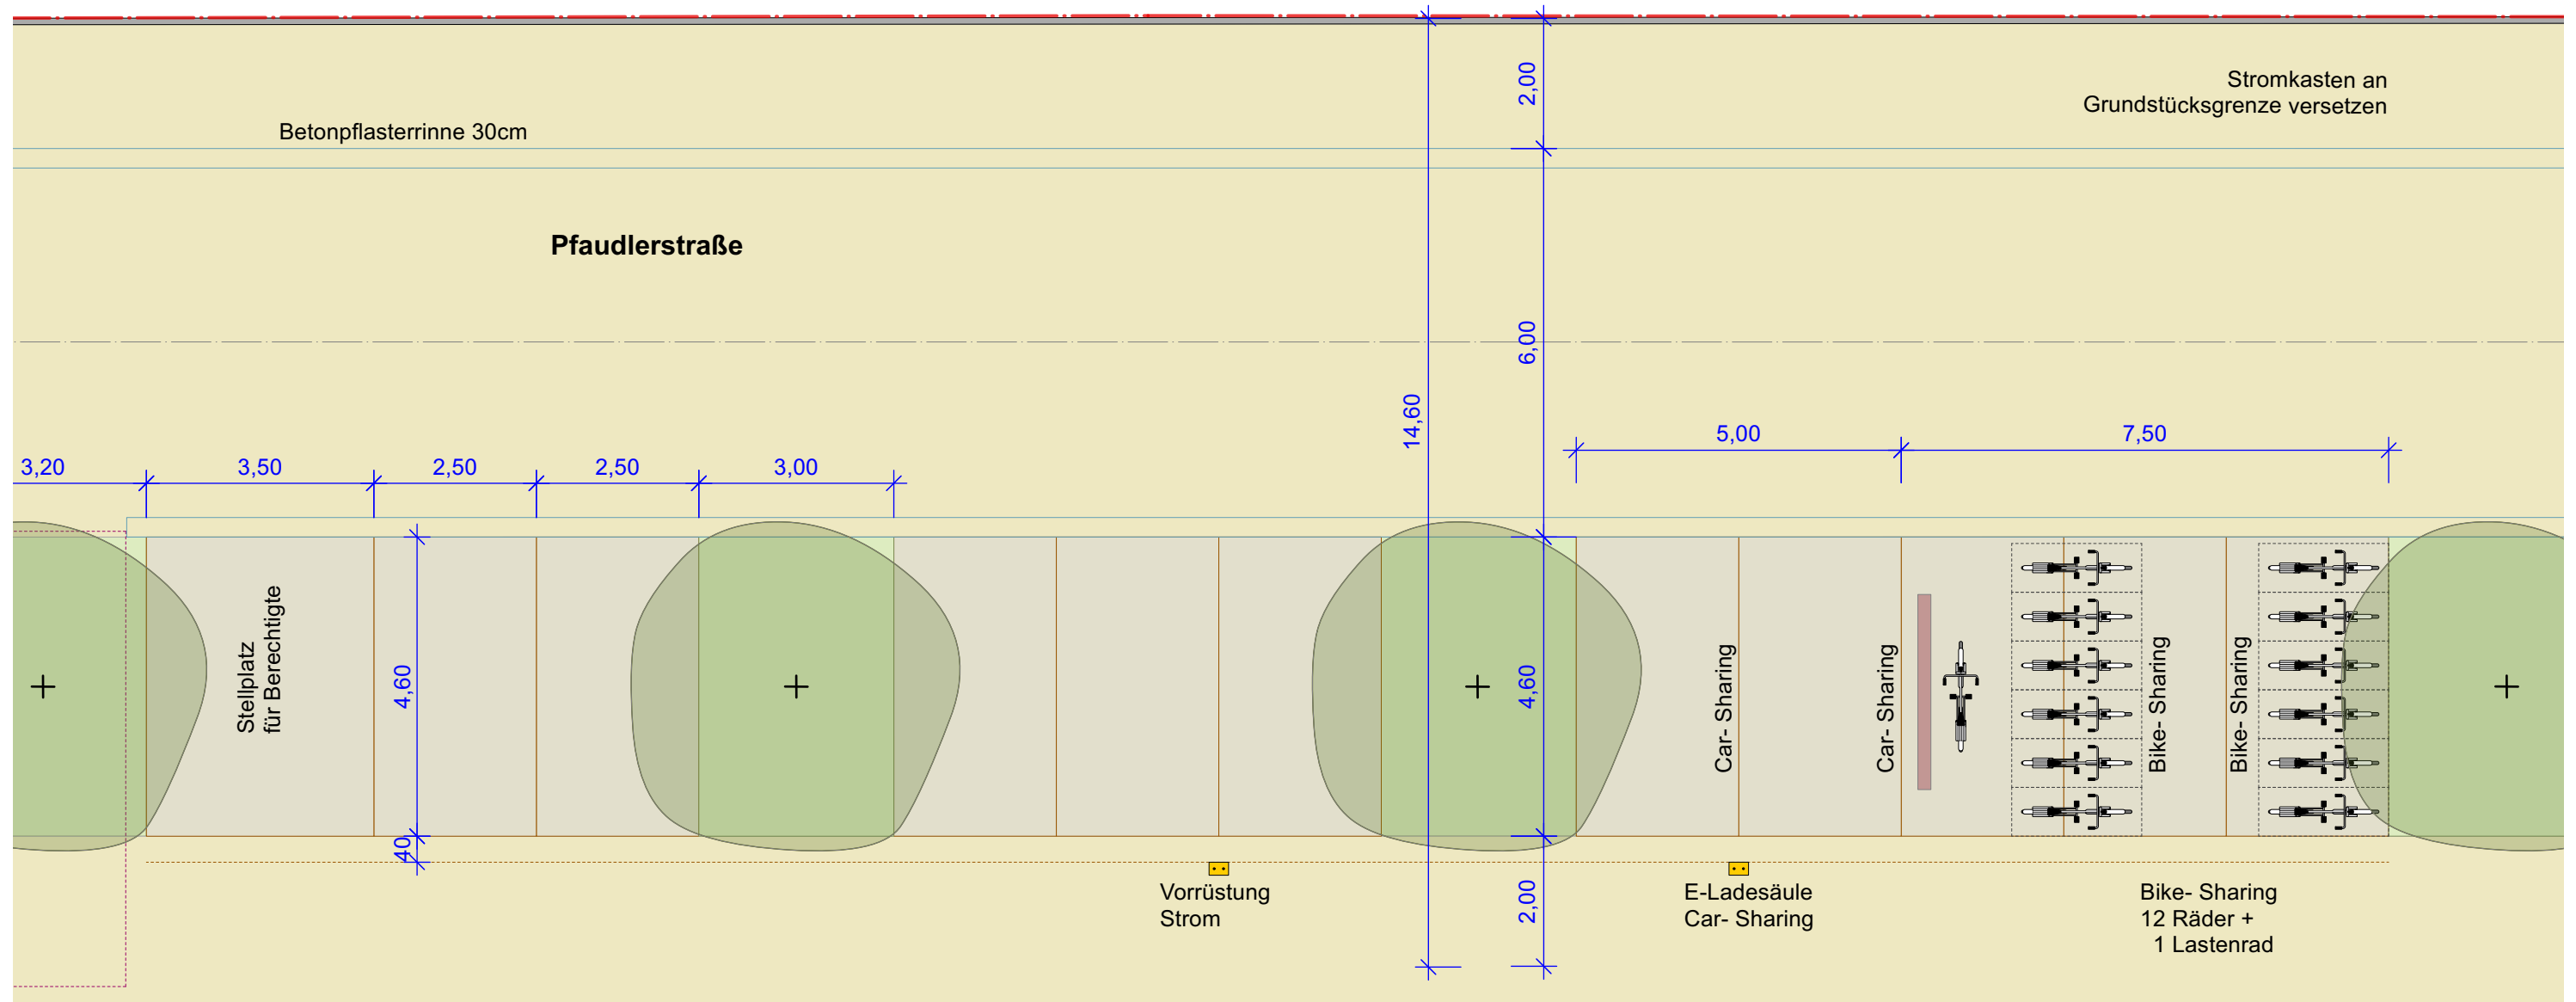 2,00
Stromkasten an
Grundstücksgrenze versetzen
Betonpflasterrinne 30cm
Pfaudlerstraße
6,00
14,60
5,00
7,50
3,20
3,50
2,50
2,50
3,00
Stellplatz
für Berechtigte
4,60
4,60
Car- Sharing
Car- Sharing
Bike- Sharing
Bike- Sharing
40
Vorrüstung
Strom
2,00
E-Ladesäule
Car- Sharing
Bike- Sharing
12 Räder +
1 Lastenrad